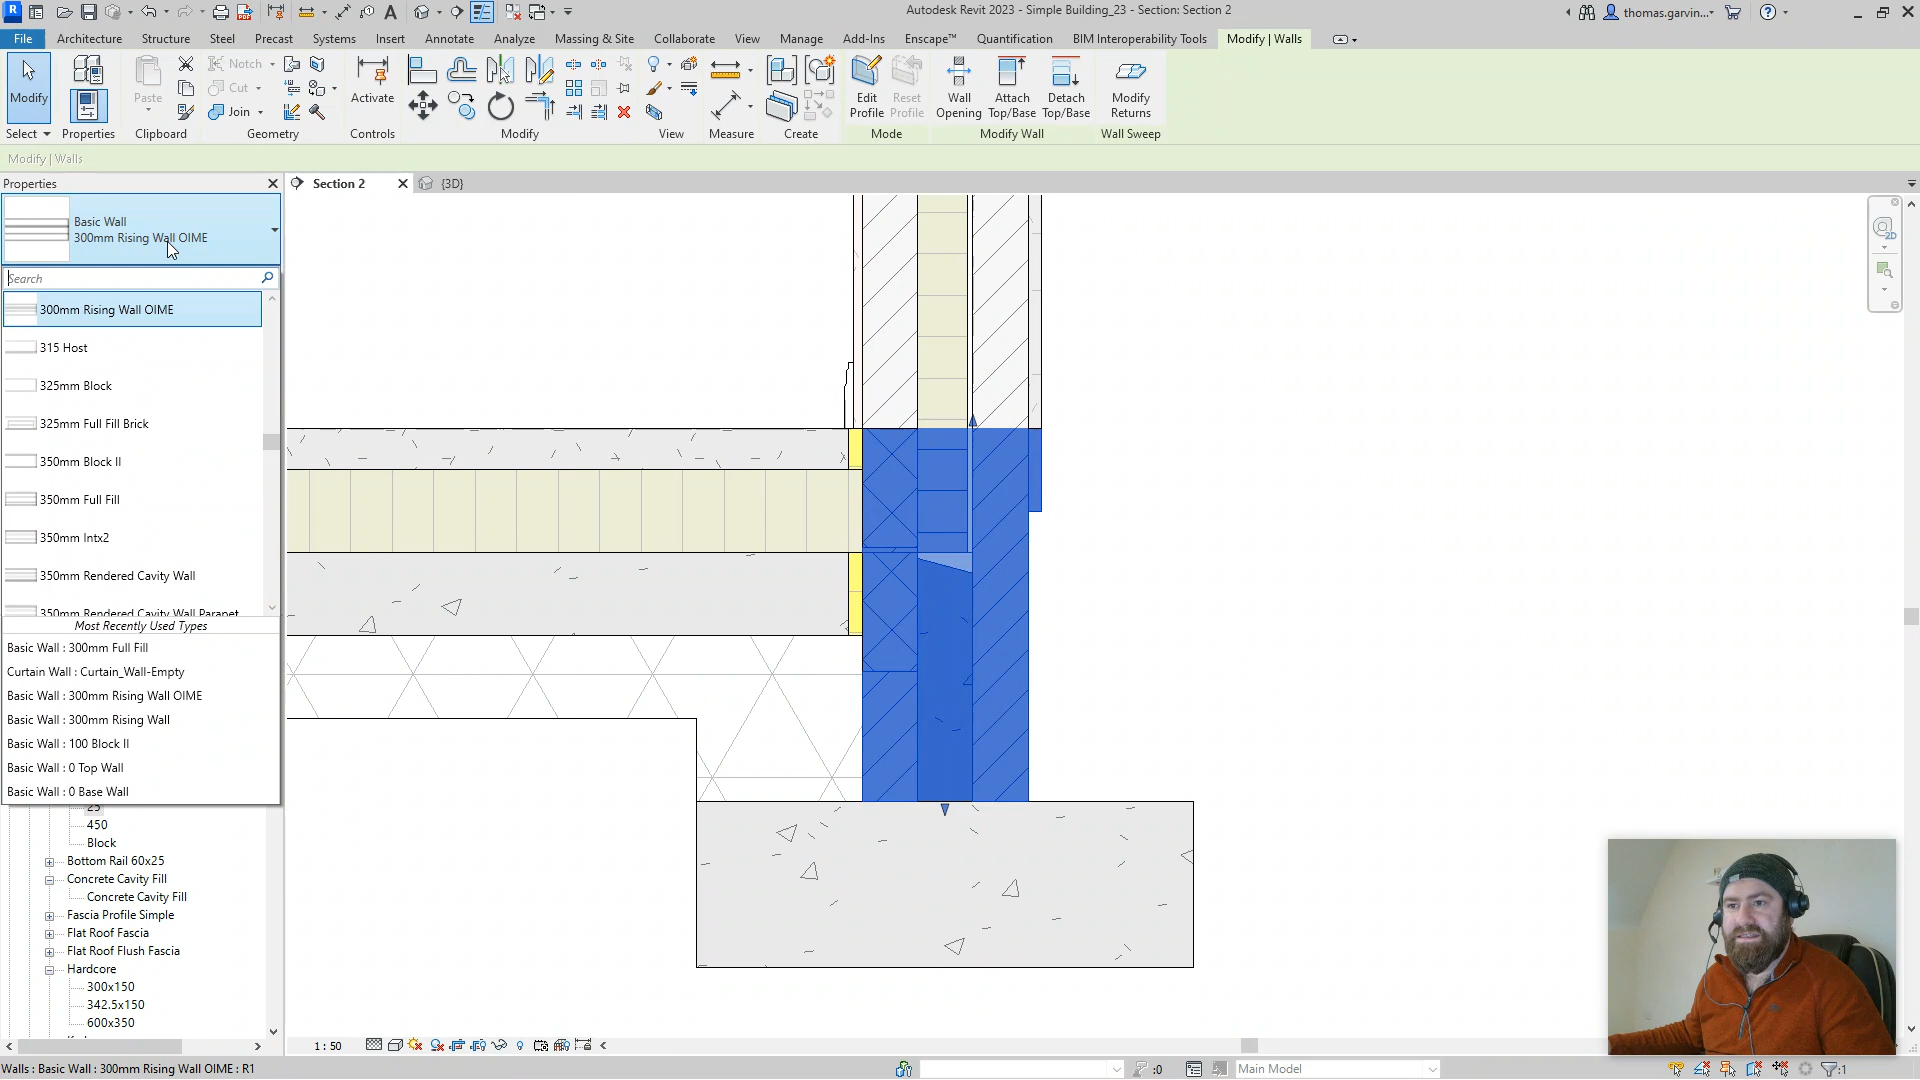 Autodesk Revit 2023 - Simple Building_23 - Section: Section 2
thomas.garvin...
File Architecture Structure Steel Precast Systems Insert Annotate Analyze Massing & Site Collaborate View Manage Add-Ins Enscape™ Quantification BIM Interoperability Tools Modify | Walls
Modify
Paste
Notch
Cut
Join
Activate
Edit Profile
Reset Profile
Wall Opening
Attach Top/Base
Detach Top/Base
Modify Returns
Select Properties Clipboard Geometry Controls Modify View Measure Create Mode Modify Wall Wall Sweep
Modify | Walls
Properties
Section 2
{3D}
Basic Wall
300mm Rising Wall OIME
Search
300mm Rising Wall OIME
315 Host
325mm Block
325mm Full Fill Brick
350mm Block II
350mm Full Fill
350mm Intx2
350mm Rendered Cavity Wall
350mm Rendered Cavity Wall Parapet
Most Recently Used Types
Basic Wall : 300mm Full Fill
Curtain Wall : Curtain_Wall-Empty
Basic Wall : 300mm Rising Wall OIME
Basic Wall : 300mm Rising Wall
Basic Wall : 100 Block II
Basic Wall : 0 Top Wall
Basic Wall : 0 Base Wall
25
450
Block
Bottom Rail 60x25
Concrete Cavity Fill
Concrete Cavity Fill
Fascia Profile Simple
Flat Roof Fascia
Flat Roof Flush Fascia
Hardcore
300x150
342.5x150
600x350
1 : 50
2D
Walls : Basic Wall : 300mm Rising Wall OIME : R1
:0
Main Model
:1